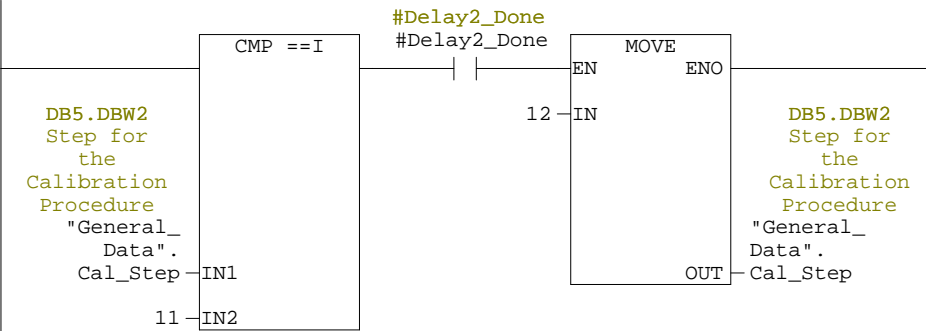 #Delay2_Done
#Delay2_Done
CMP ==I
MOVE
EN ENO
DB5.DBW2
Step for
the
Calibration
Procedure
"General_
Data".
Cal_Step
IN1
11
IN2
12
IN
DB5.DBW2
Step for
the
Calibration
Procedure
"General_
Data".
OUT
Cal_Step